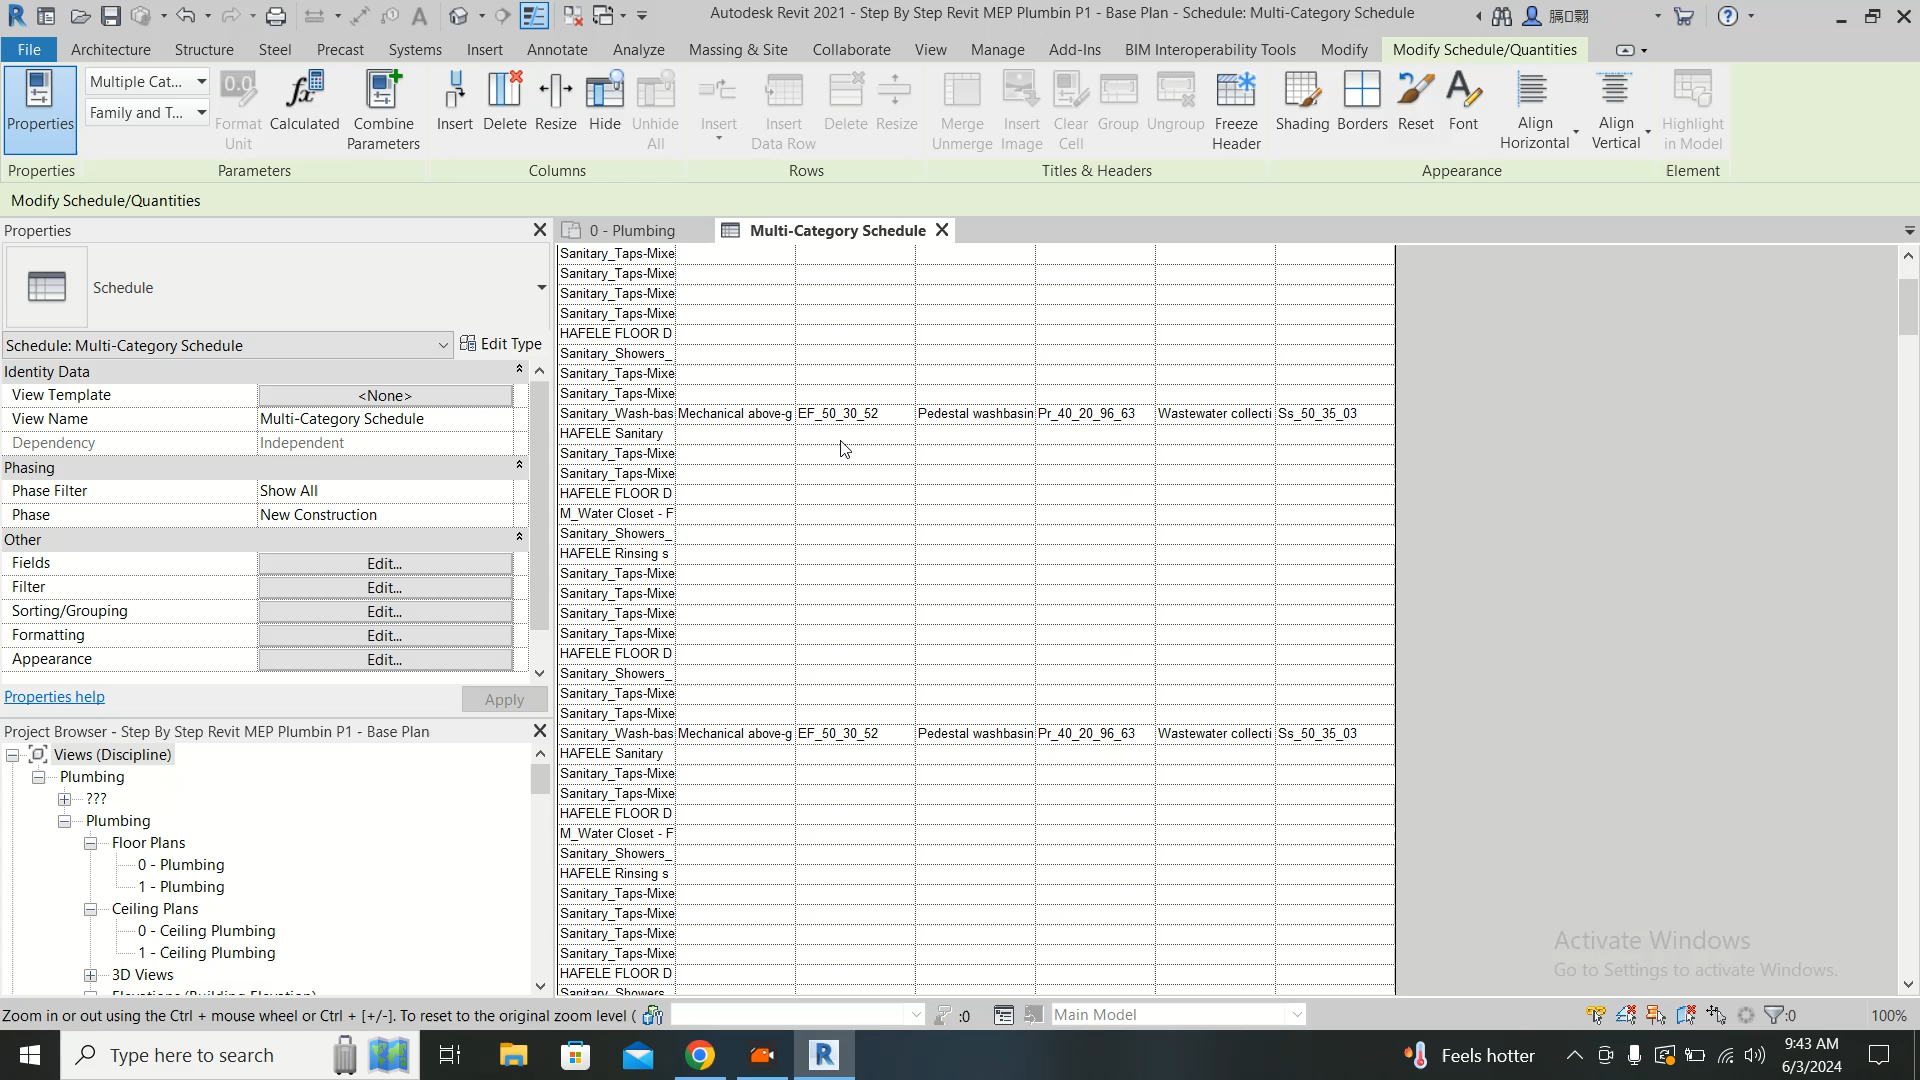 Autodesk Revit 2021 - Step By Step Revit MEP Plumbin P1 - Base Plan - Schedule: Multi-Category Schedule
File Architecture Structure Steel Precast Systems Insert Annotate Analyze Massing & Site Collaborate View Manage Add-Ins BIM Interoperability Tools Modify Modify Schedule/Quantities
Properties
Multiple Cat...
Family and T...
Format
Unit
Calculated
Combine
Parameters
Insert Delete Resize Hide Unhide
All
Insert
Insert
Data Row
Delete Resize
Merge
Unmerge
Insert
Image
Clear
Cell
Group Ungroup Freeze
Header
Shading Borders Reset Font
Align
Horizontal
Align
Vertical
Highlight
in Model
Properties Parameters Columns Rows Titles & Headers Appearance Element
Modify Schedule/Quantities
Properties
Schedule
Schedule: Multi-Category Schedule
Edit Type
Identity Data
View Template <None>
View Name Multi-Category Schedule
Dependency Independent
Phasing
Phase Filter Show All
Phase New Construction
Other
Fields Edit...
Filter Edit...
Sorting/Grouping Edit...
Formatting Edit...
Appearance Edit...
Properties help
Apply
Project Browser - Step By Step Revit MEP Plumbin P1 - Base Plan
Views (Discipline)
Plumbing
???
Plumbing
Floor Plans
0 - Plumbing
1 - Plumbing
Ceiling Plans
0 - Ceiling Plumbing
1 - Ceiling Plumbing
3D Views
Elevations (Building Elevation)
0 - Plumbing
Multi-Category Schedule
Sanitary_Taps-Mixe
Sanitary_Taps-Mixe
Sanitary_Taps-Mixe
Sanitary_Taps-Mixe
HAFELE FLOOR D
Sanitary_Showers_
Sanitary_Taps-Mixe
Sanitary_Taps-Mixe
Sanitary_Wash-bas Mechanical above-g EF_50_30_52 Pedestal washbasin Pr_40_20_96_63 Wastewater collecti Ss_50_35_03
HAFELE Sanitary
Sanitary_Taps-Mixe
Sanitary_Taps-Mixe
HAFELE FLOOR D
M_Water Closet - F
Sanitary_Showers_
HAFELE Rinsing s
Sanitary_Taps-Mixe
Sanitary_Taps-Mixe
Sanitary_Taps-Mixe
Sanitary_Taps-Mixe
HAFELE FLOOR D
Sanitary_Showers_
Sanitary_Taps-Mixe
Sanitary_Taps-Mixe
Sanitary_Wash-bas Mechanical above-g EF_50_30_52 Pedestal washbasin Pr_40_20_96_63 Wastewater collecti Ss_50_35_03
HAFELE Sanitary
Sanitary_Taps-Mixe
Sanitary_Taps-Mixe
HAFELE FLOOR D
M_Water Closet - F
Sanitary_Showers_
HAFELE Rinsing s
Sanitary_Taps-Mixe
Sanitary_Taps-Mixe
Sanitary_Taps-Mixe
Sanitary_Taps-Mixe
HAFELE FLOOR D
Sanitary_Showers
Activate Windows
Go to Settings to activate Windows.
Zoom in or out using the Ctrl + mouse wheel or Ctrl + [+/-]. To reset to the original zoom level (
:0
Main Model
:0
100%
Type here to search
Feels hotter
9:43 AM
6/3/2024